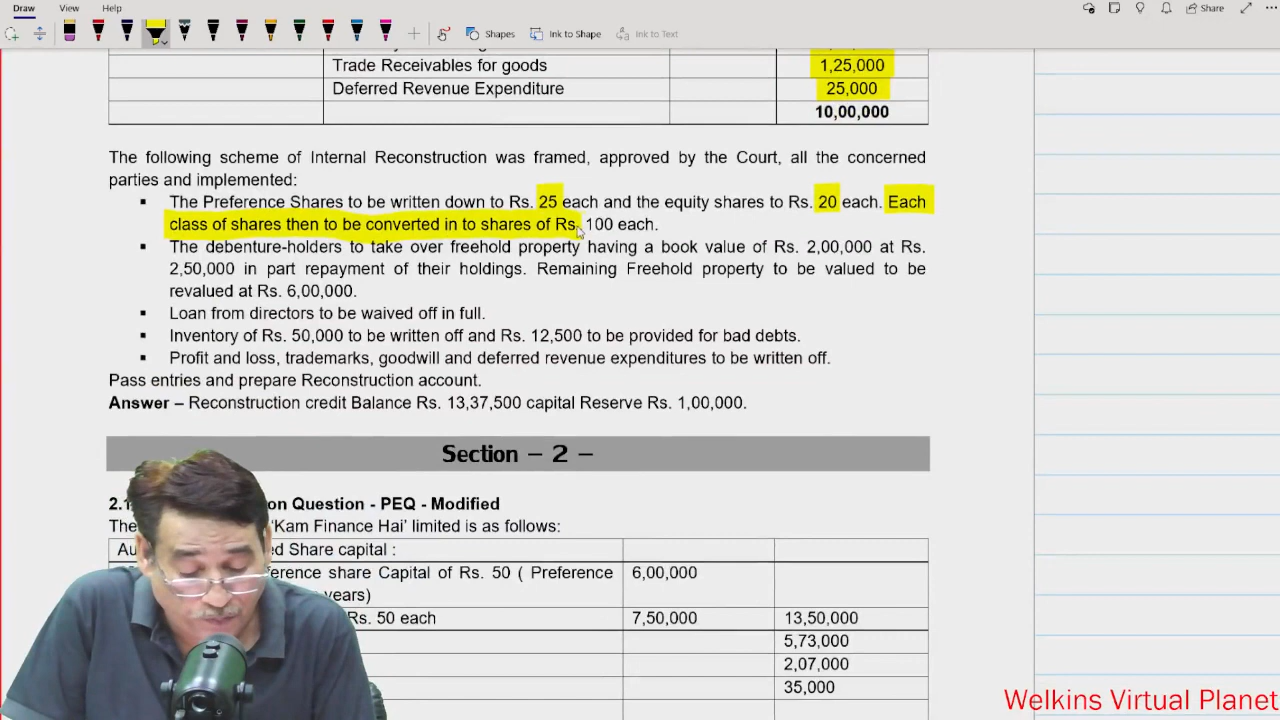 Draw View Help
Shapes Ink to Shape Ink to Text Share
Trade Receivables for goods 1,25,000
Deferred Revenue Expenditure 25,000
10,00,000
The following scheme of Internal Reconstruction was framed, approved by the Court, all the concerned
parties and implemented:
▪ The Preference Shares to be written down to Rs. 25 each and the equity shares to Rs. 20 each. Each
class of shares then to be converted in to shares of Rs. 100 each.
▪ The debenture-holders to take over freehold property having a book value of Rs. 2,00,000 at Rs.
2,50,000 in part repayment of their holdings. Remaining Freehold property to be valued to be
revalued at Rs. 6,00,000.
▪ Loan from directors to be waived off in full.
▪ Inventory of Rs. 50,000 to be written off and Rs. 12,500 to be provided for bad debts.
▪ Profit and loss, trademarks, goodwill and deferred revenue expenditures to be written off.
Pass entries and prepare Reconstruction account.
Answer – Reconstruction credit Balance Rs. 13,37,500 capital Reserve Rs. 1,00,000.
Section – 2 –
on Question - PEQ - Modified
'Kam Finance Hai' limited is as follows:
Share capital :
share Capital of Rs. 50 ( Preference 6,00,000
years)
Rs. 50 each 7,50,000 13,50,000
5,73,000
2,07,000
35,000
Welkins Virtual Planet